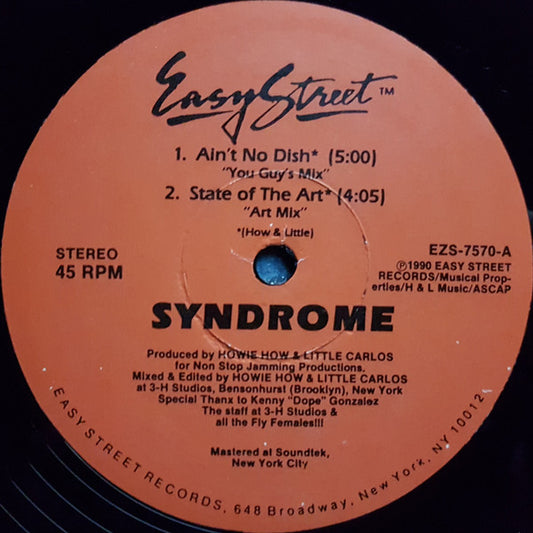 Easy Street™
1. Ain't No Dish* (5:00)
"You Guy's Mix"
2. State of The Art* (4:05)
"Art Mix"
*(How & Little)
STEREO
45 RPM
EZS-7570-A
℗1990 EASY STREET
RECORDS/Musical Prop-
erties/H & L Music/ASCAP
SYNDROME
Produced by HOWIE HOW & LITTLE CARLOS
for Non Stop Jamming Productions.
Mixed & Edited by HOWIE HOW & LITTLE CARLOS
at 3-H Studios, Bensonhurst (Brooklyn), New York
Special Thanx to Kenny "Dope" Gonzalez
The staff at 3-H Studios &
all the Fly Females!!!
Mastered at Soundtek,
New York City
EASY STREET RECORDS, 648 Broadway, New York, NY 10012